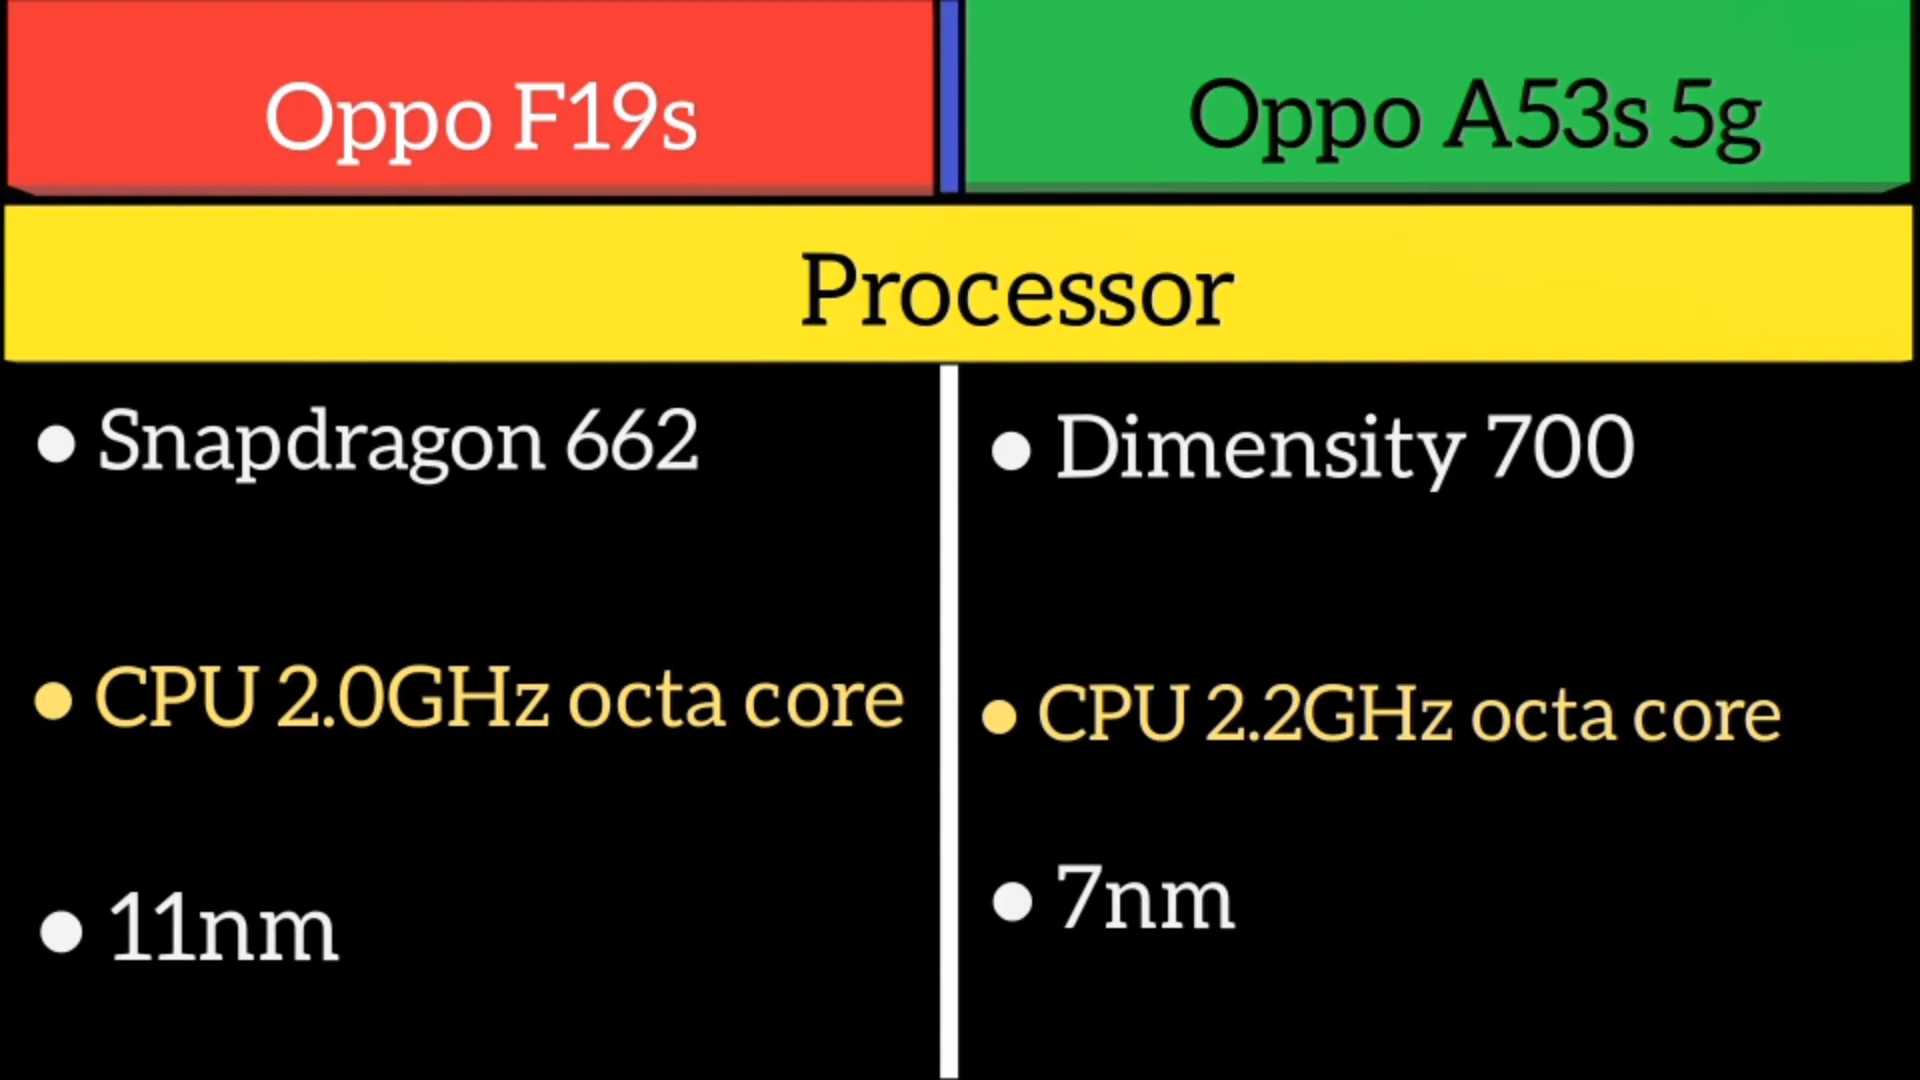 Oppo F19s
Oppo A53s 5g
Processor
• Snapdragon 662
• Dimensity 700
• CPU 2.0GHz octa core
• CPU 2.2GHz octa core
• 11nm
• 7nm